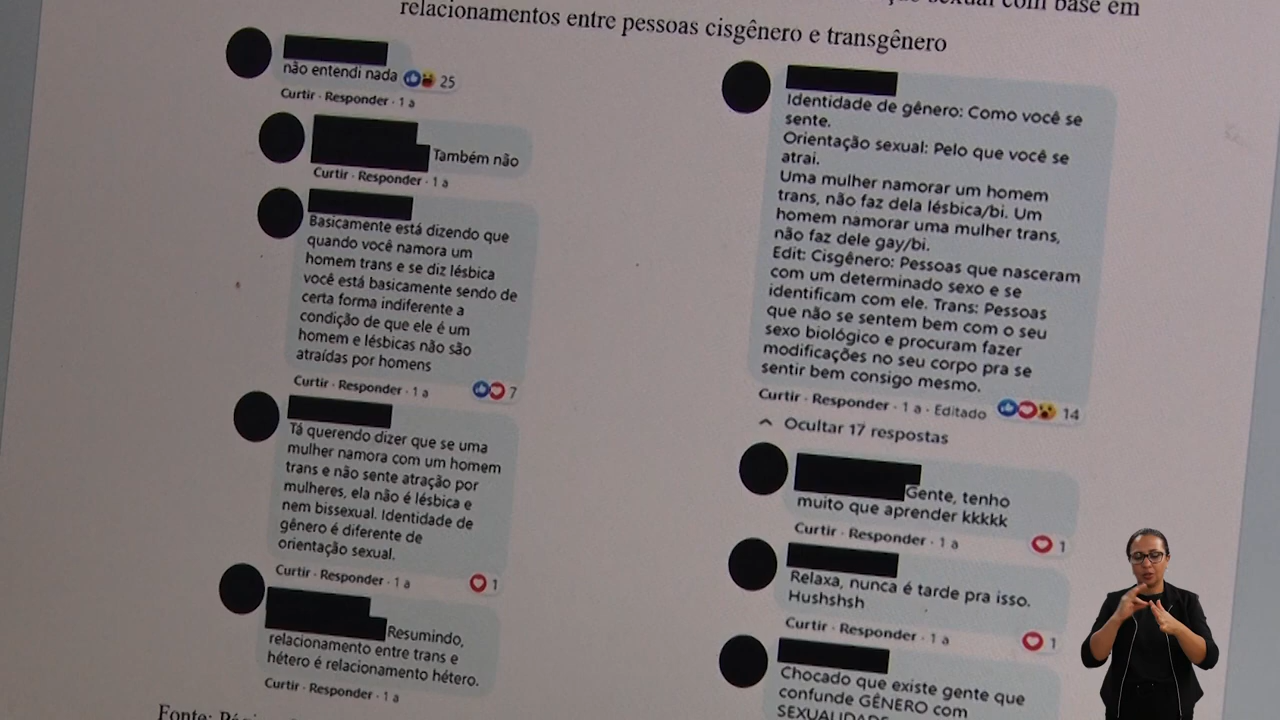 sexual com base em
relacionamentos entre pessoas cisgênero e transgênero
não entendi nada 25
Curtir · Responder · 1 a
Também não
Curtir · Responder · 1 a
Basicamente está dizendo que
quando você namora um
homem trans e se diz lésbica
você está basicamente sendo de
certa forma indiferente a
condição de que ele é um
homem e lésbicas não são
atraídas por homens
Curtir · Responder · 1 a 7
Tá querendo dizer que se uma
mulher namora com um homem
trans e não sente atração por
mulheres, ela não é lésbica e
nem bissexual. Identidade de
gênero é diferente de
orientação sexual.
Curtir · Responder · 1 a 1
Resumindo,
relacionamento entre trans e
hétero é relacionamento hétero.
Curtir · Responder · 1 a
Fonte:
Identidade de gênero: Como você se
sente.
Orientação sexual: Pelo que você se
atrai.
Uma mulher namorar um homem
trans, não faz dela lésbica/bi. Um
homem namorar uma mulher trans,
não faz dele gay/bi.
Edit: Cisgênero: Pessoas que nasceram
com um determinado sexo e se
identificam com ele. Trans: Pessoas
que não se sentem bem com o seu
sexo biológico e procuram fazer
modificações no seu corpo pra se
sentir bem consigo mesmo.
Curtir · Responder · 1 a · Editado 14
Ocultar 17 respostas
Gente, tenho
muito que aprender kkkkk
Curtir · Responder · 1 a 1
Relaxa, nunca é tarde pra isso.
Hushshsh
Curtir · Responder · 1 a 1
Chocado que existe gente que
confunde GÊNERO com
SEXUALIDADE